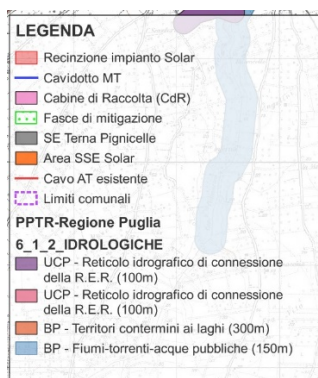 LEGENDA
Recinzione impianto Solar
Cavidotto MT
Cabine di Raccolta (CdR)
Fasce di mitigazione
SE Terna Pignicelle
Area SSE Solar
Cavo AT esistente
Limiti comunali
PPTR-Regione Puglia
6_1_2_IDROLOGICHE
UCP - Reticolo idrografico di connessione
della R.E.R. (100m)
UCP - Reticolo idrografico di connessione
della R.E.R. (100m)
BP - Territori contermini ai laghi (300m)
BP - Fiumi-torrenti-acque pubbliche (150m)